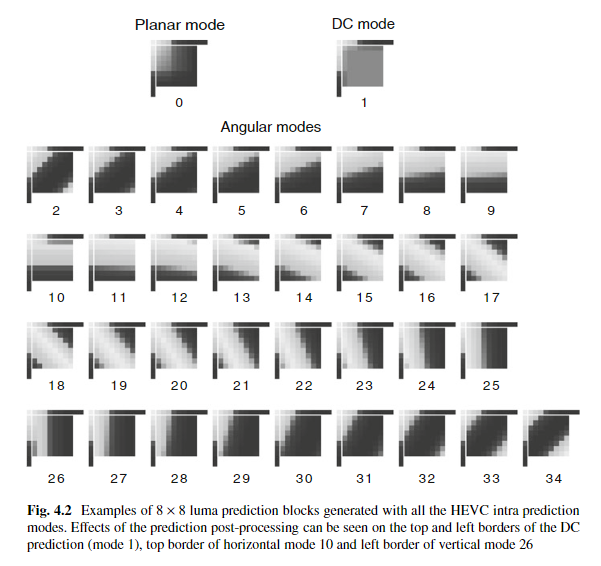 Planar mode DC mode
0 1
Angular modes
2 3 4 5 6 7 8 9
10 11 12 13 14 15 16 17
18 19 20 21 22 23 24 25
26 27 28 29 30 31 32 33 34
Fig. 4.2 Examples of 8 × 8 luma prediction blocks generated with all the HEVC intra prediction
modes. Effects of the prediction post-processing can be seen on the top and left borders of the DC
prediction (mode 1), top border of horizontal mode 10 and left border of vertical mode 26